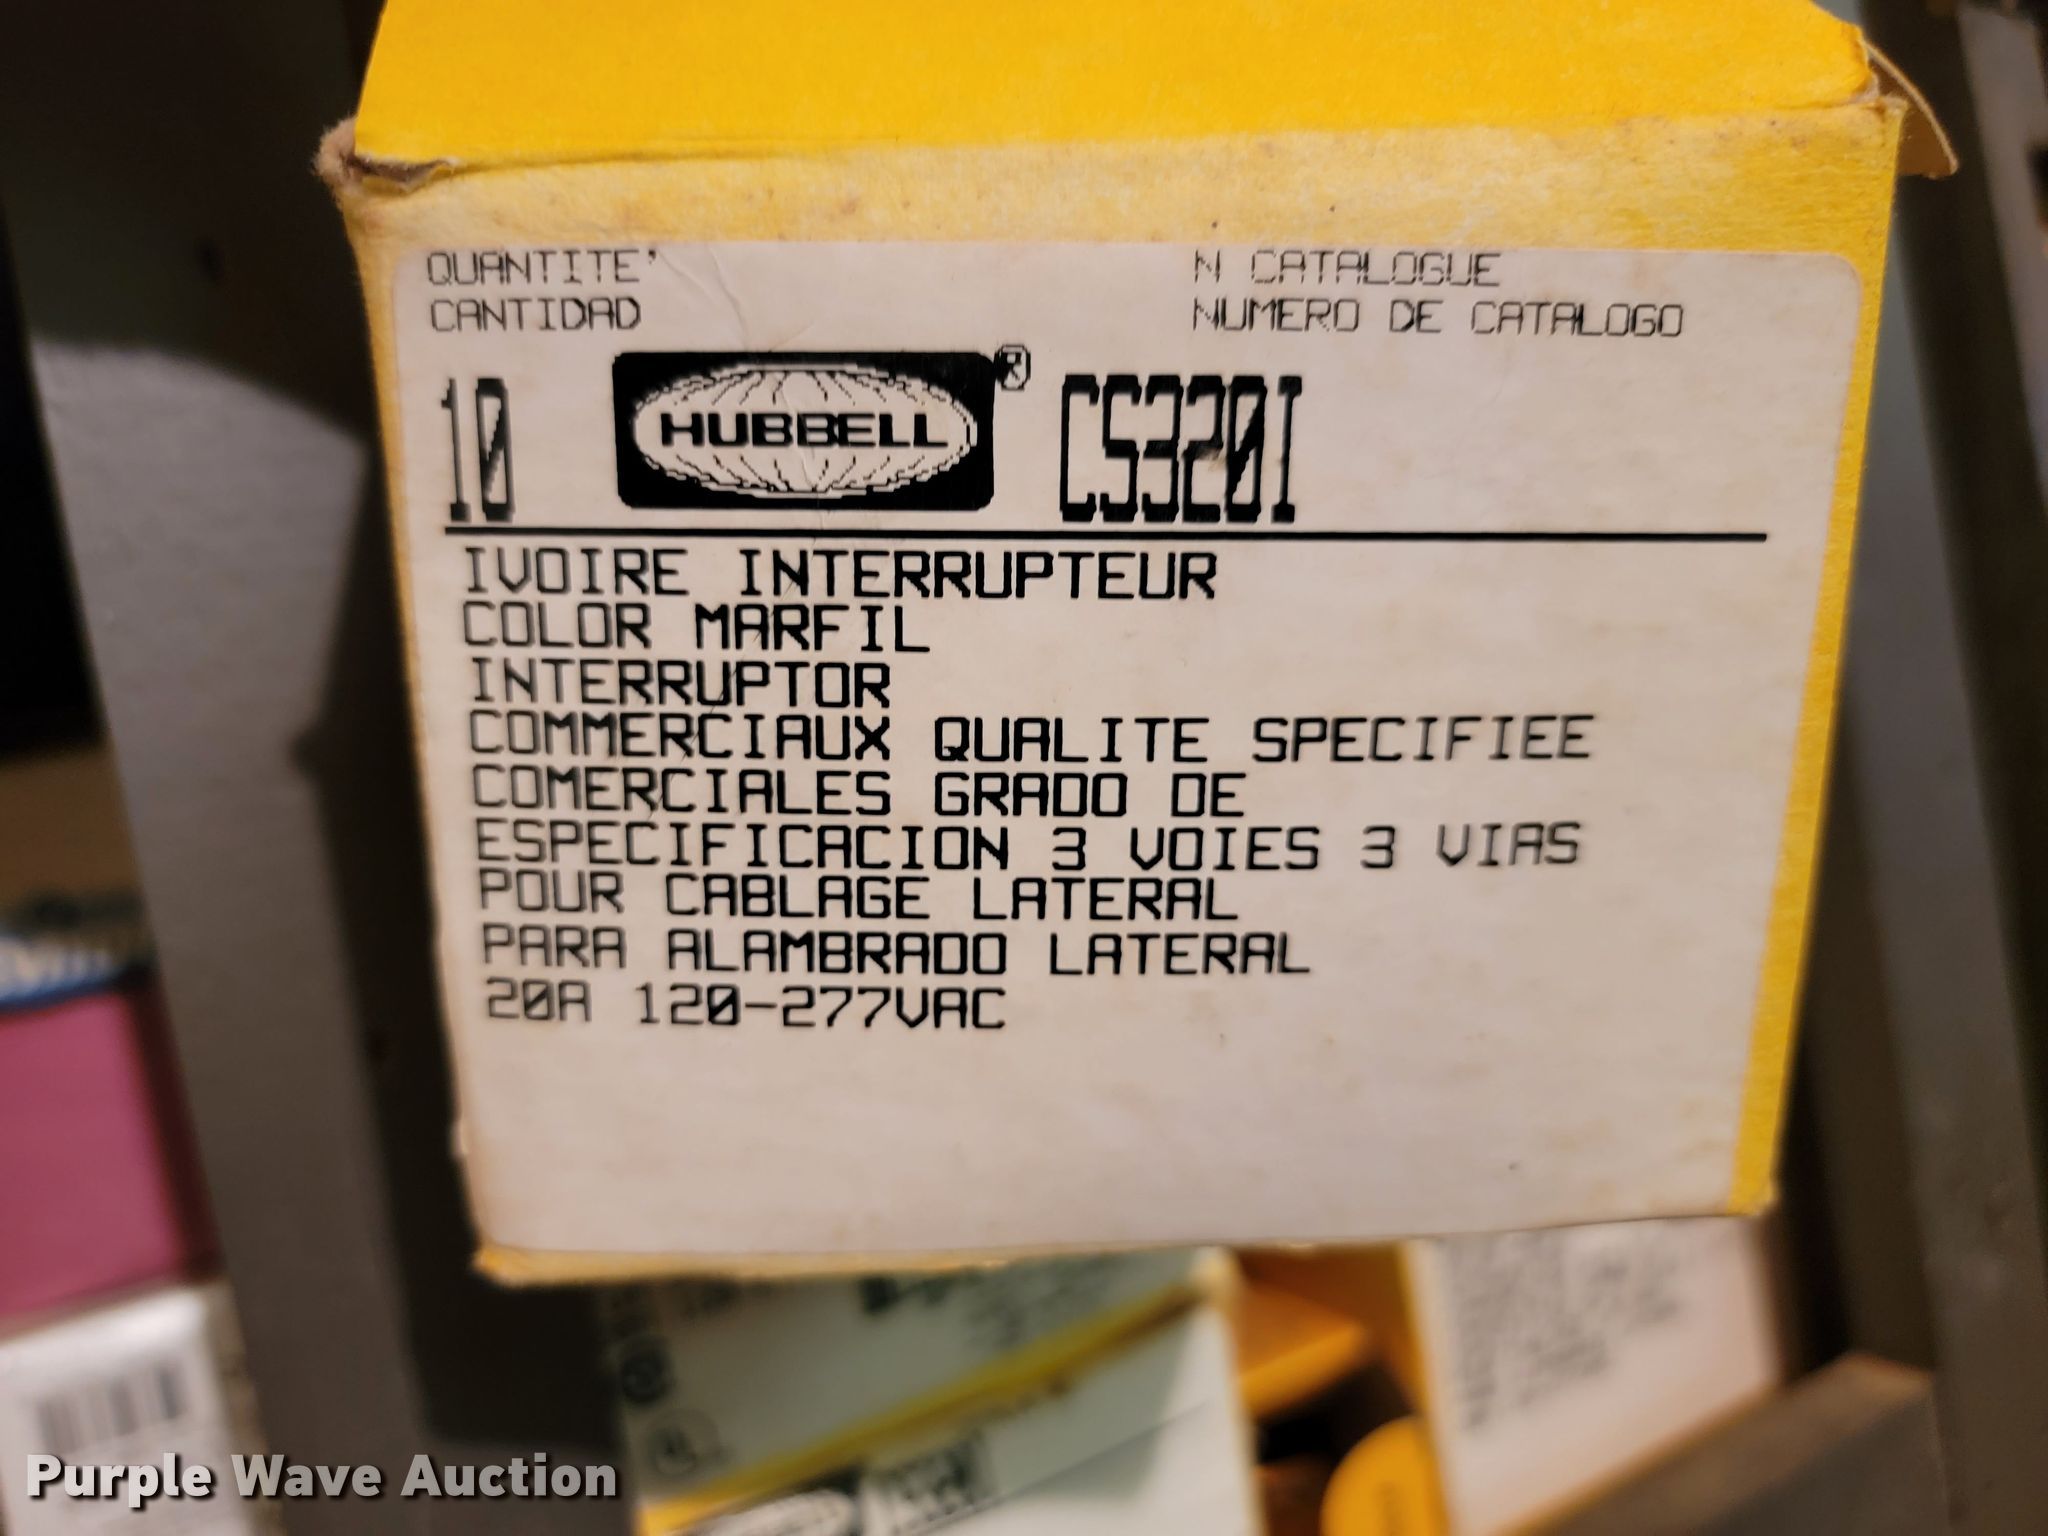 QUANTITE'
CANTIDAD
N CATALOGUE
NUMERO DE CATALOGO
10
HUBBELL®
CS320I
IVOIRE INTERRUPTEUR
COLOR MARFIL
INTERRUPTOR
COMMERCIAUX QUALITE SPECIFIEE
COMERCIALES GRADO DE
ESPECIFICACION 3 VOIES 3 VIAS
POUR CABLAGE LATERAL
PARA ALAMBRADO LATERAL
20A 120-277VAC
Purple Wave Auction